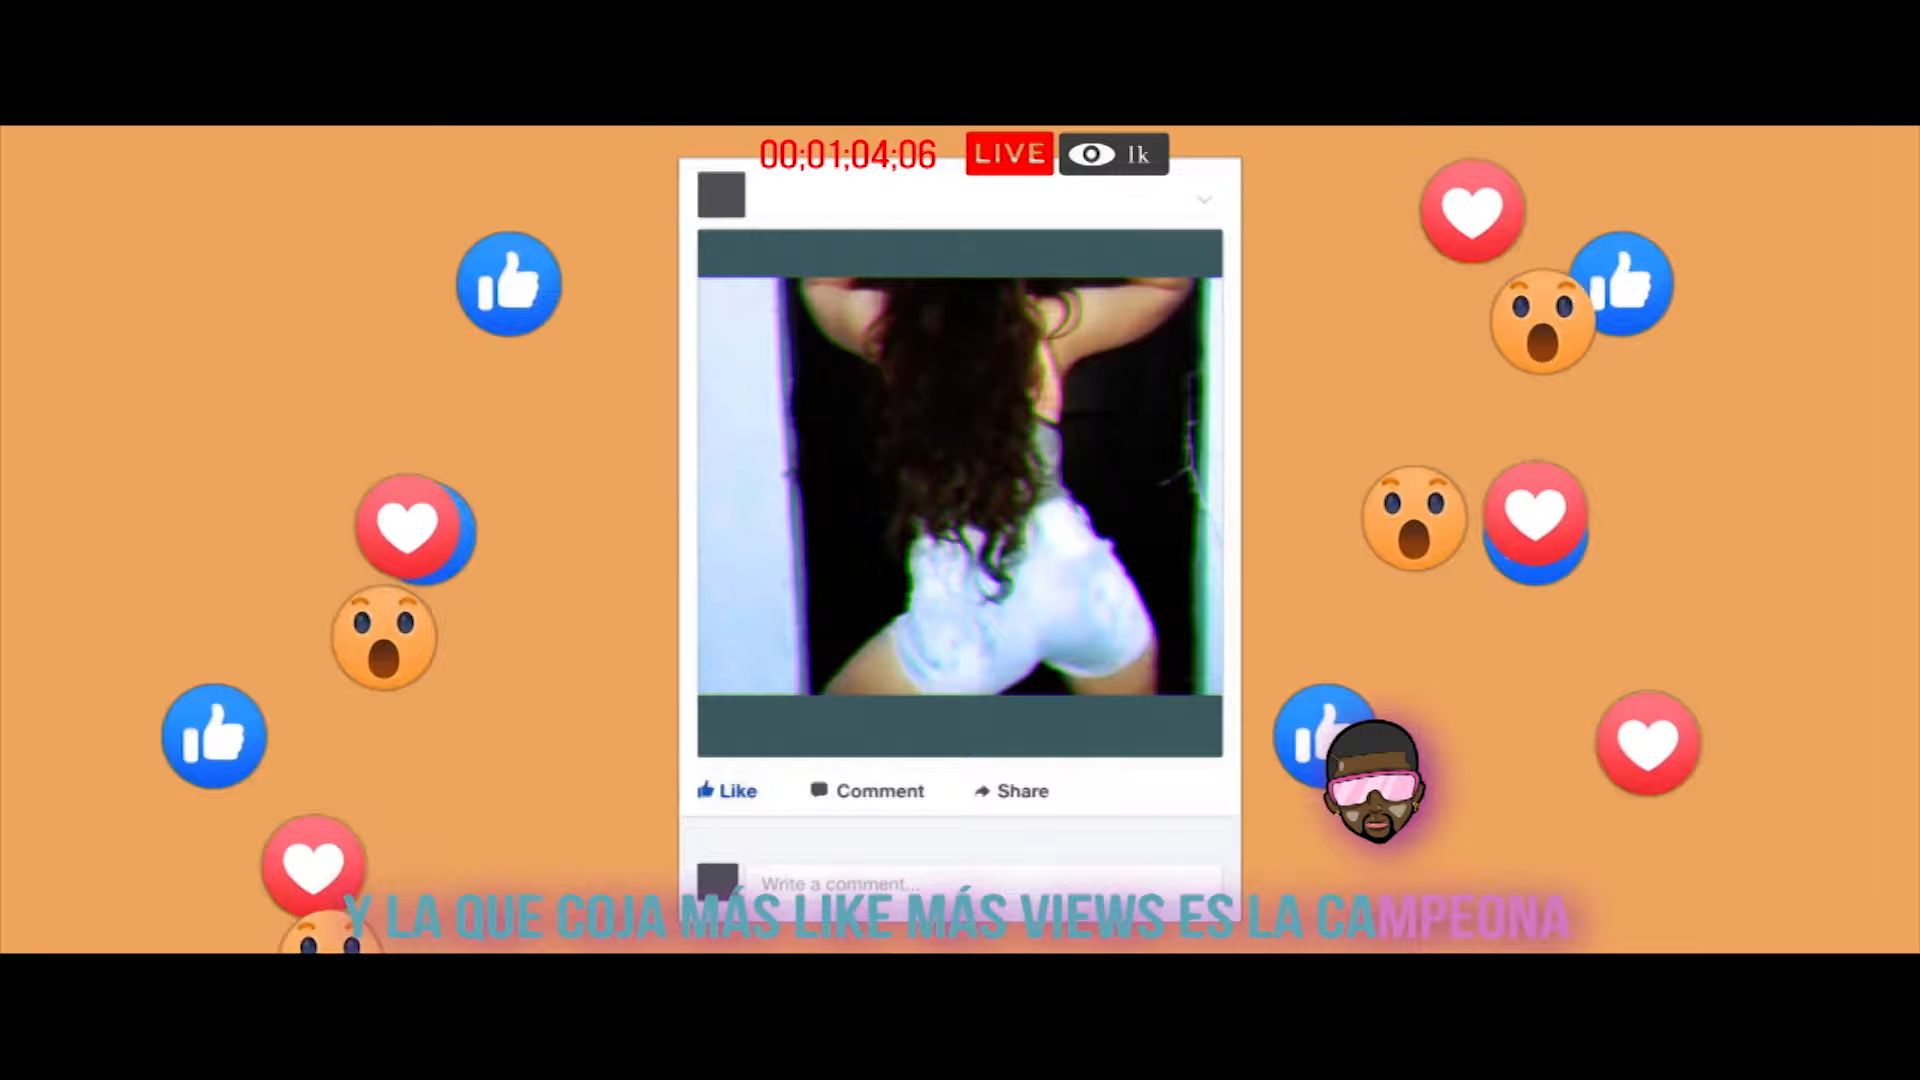 00;01;04;06 LIVE 1k
Like Comment Share
Write a comment...
Y LA QUE COJA MÁS LIKE MÁS VIEWS ES LA CAMPEONA